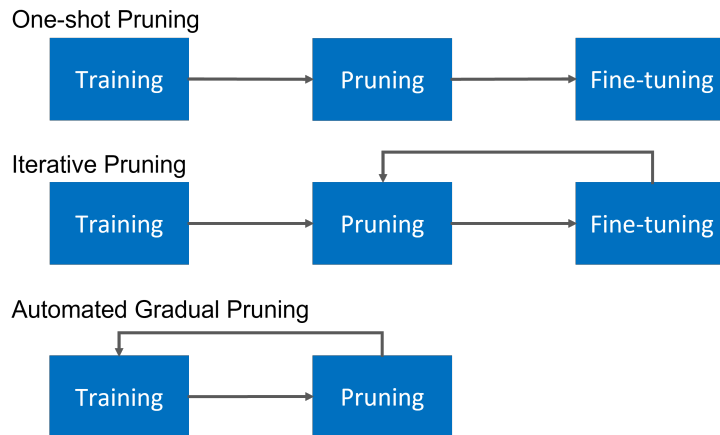 One-shot Pruning
Training
Pruning
Fine-tuning
Iterative Pruning
Training
Pruning
Fine-tuning
Automated Gradual Pruning
Training
Pruning